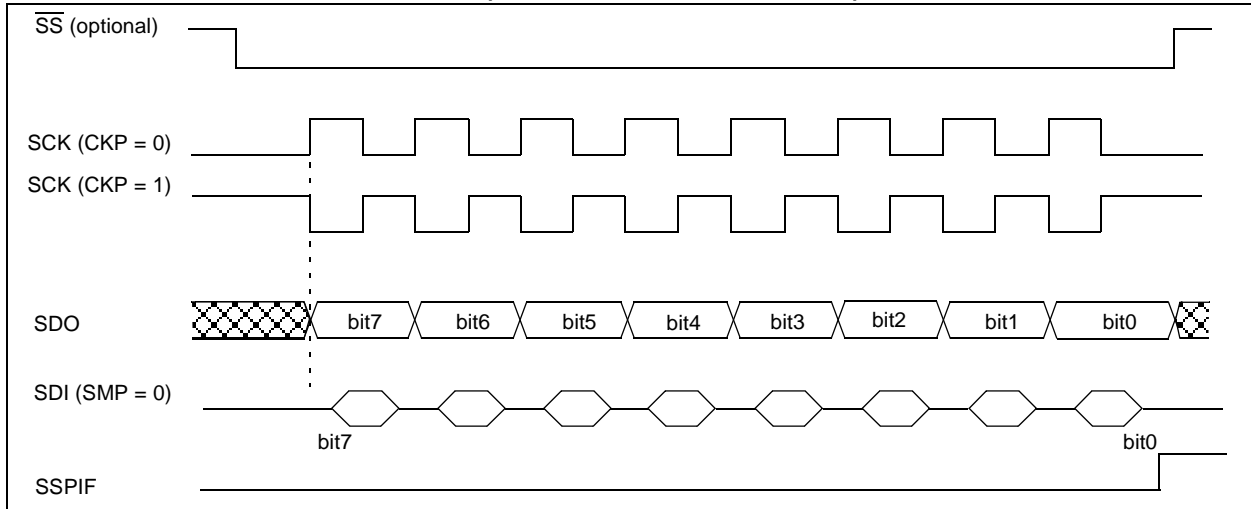 SS (optional)
SCK (CKP = 0)
SCK (CKP = 1)
SDO bit7 bit6 bit5 bit4 bit3 bit2 bit1 bit0
SDI (SMP = 0)
bit7 bit0
SSPIF